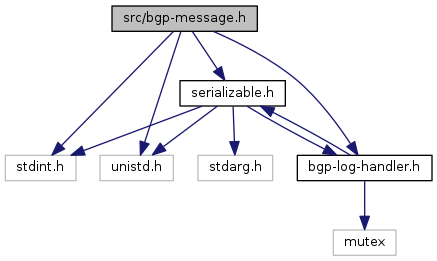 src/bgp-message.h
serializable.h
stdint.h
unistd.h
stdarg.h
bgp-log-handler.h
mutex